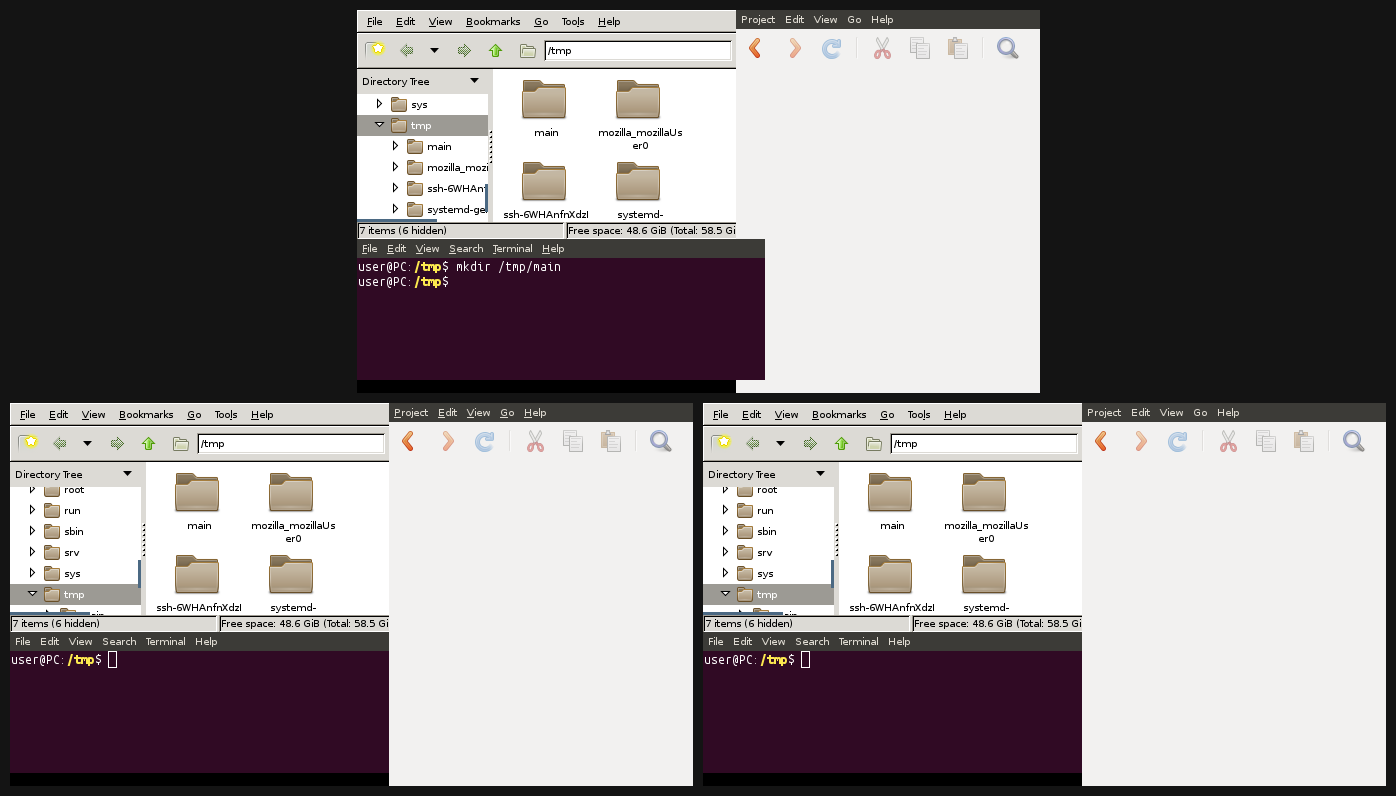 File Edit View Bookmarks Go Tools Help
Project Edit View Go Help
/tmp
Directory Tree
sys
tmp
main
mozilla_mozi
ssh-6WHAnf
systemd-ge
main
mozilla_mozillaUs
er0
ssh-6WHAnfnXdzI
systemd-
7 items (6 hidden)
Free space: 48.6 GiB (Total: 58.5 Gi
File Edit View Search Terminal Help
user@PC:/tmp$ mkdir /tmp/main
user@PC:/tmp$
File Edit View Bookmarks Go Tools Help
Project Edit View Go Help
/tmp
Directory Tree
root
run
sbin
srv
sys
tmp
main
mozilla_mozillaUs
er0
ssh-6WHAnfnXdzI
systemd-
7 items (6 hidden)
Free space: 48.6 GiB (Total: 58.5 Gi
File Edit View Search Terminal Help
user@PC:/tmp$
File Edit View Bookmarks Go Tools Help
Project Edit View Go Help
/tmp
Directory Tree
root
run
sbin
srv
sys
tmp
main
mozilla_mozillaUs
er0
ssh-6WHAnfnXdzI
systemd-
7 items (6 hidden)
Free space: 48.6 GiB (Total: 58.5 Gi
File Edit View Search Terminal Help
user@PC:/tmp$